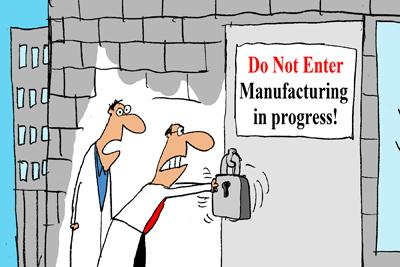 Do Not Enter
Manufacturing
in progress!